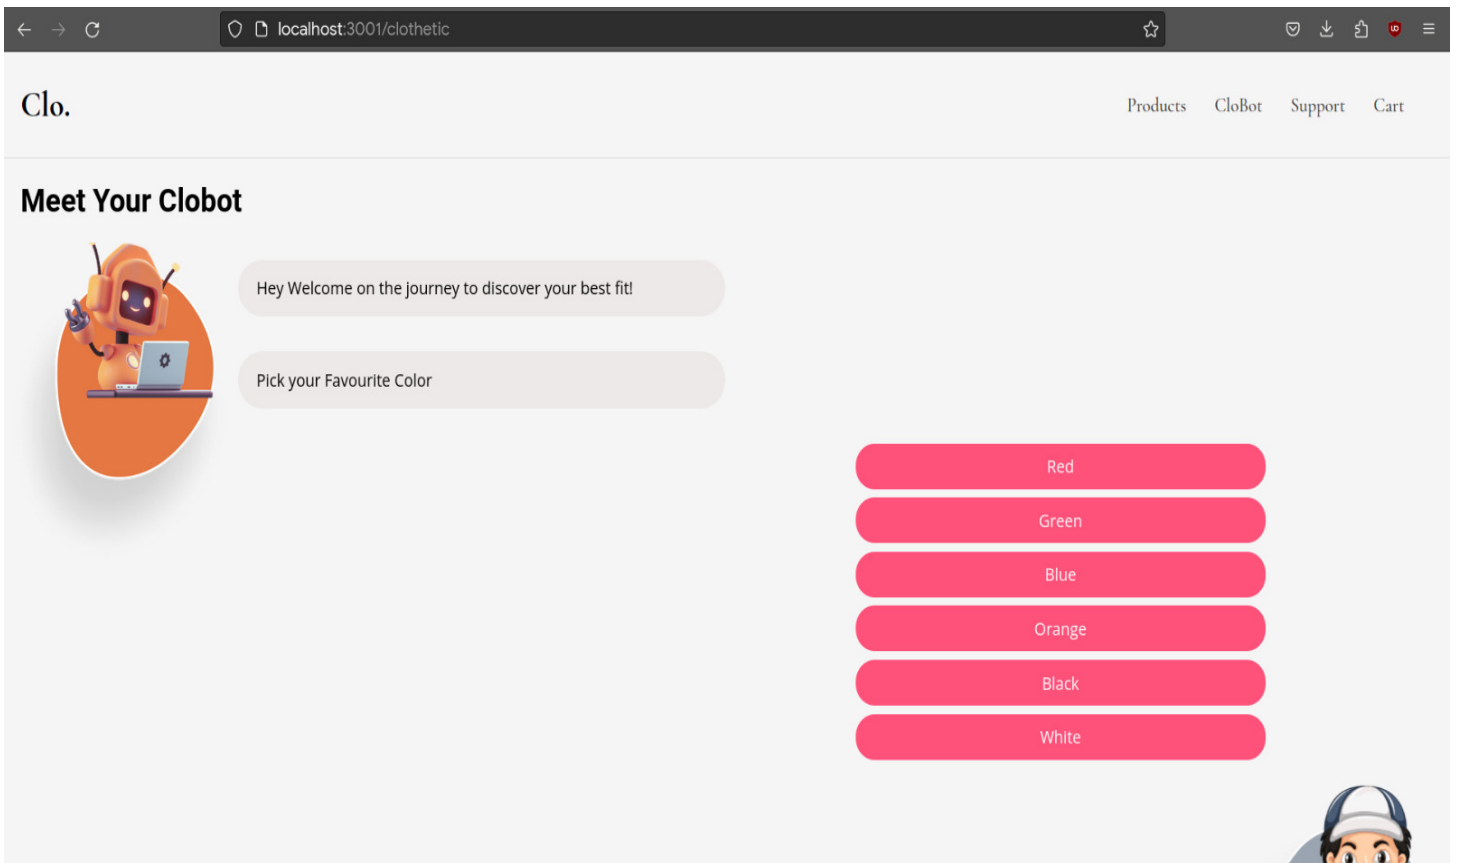 localhost:3001/clothetic
Clo.
Products CloBot Support Cart
Meet Your Clobot
Hey Welcome on the journey to discover your best fit!
Pick your Favourite Color
Red
Green
Blue
Orange
Black
White